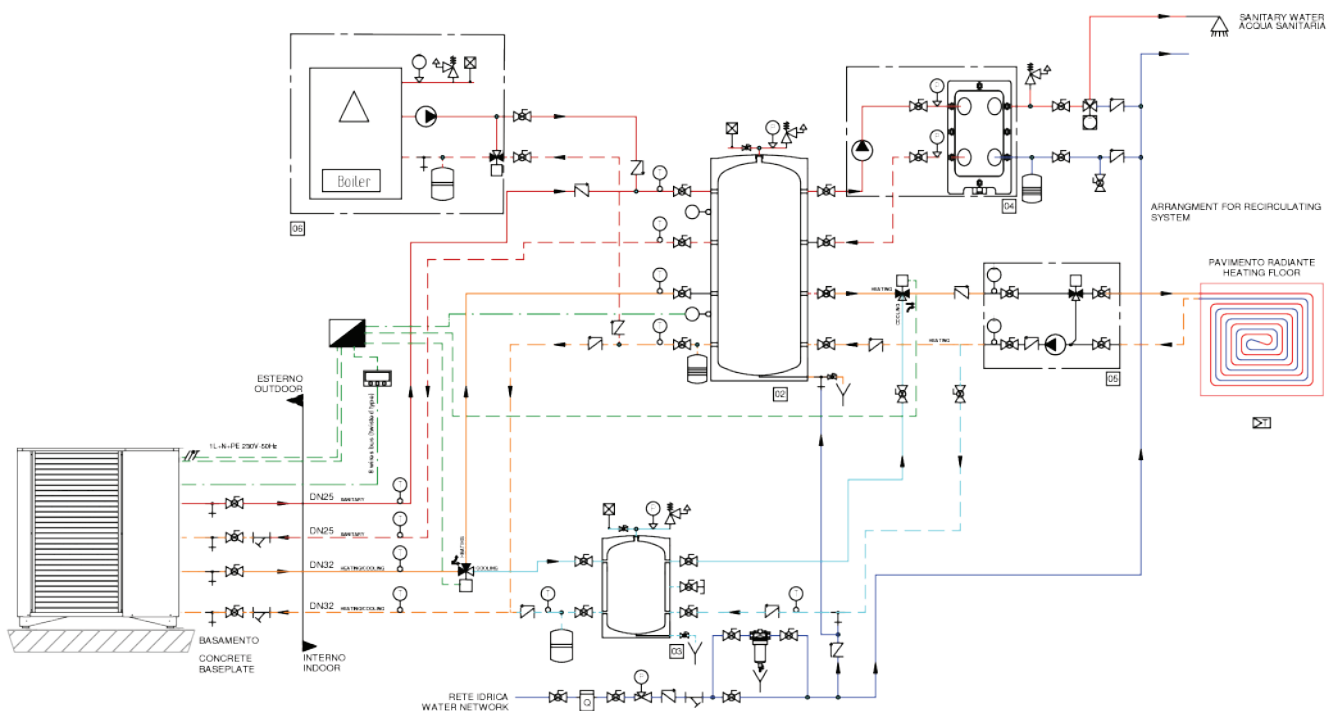 SANITARY WATER
ACQUA SANITARIA
Boiler
06
04
ARRANGMENT FOR RECIRCULATING
SYSTEM
PAVIMENTO RADIANTE
HEATING FLOOR
HEATING
COOLING
HEATING
05
02
ESTERNO
OUTDOOR
1L+N+PE 230V-50Hz
DN25 SANITARY
DN25 SANITARY
HEATING
DN32 HEATING/COOLING
COOLING
DN32 HEATING/COOLING
BASAMENTO
CONCRETE
BASEPLATE
INTERNO
INDOOR
03
RETE IDRICA
WATER NETWORK
Q